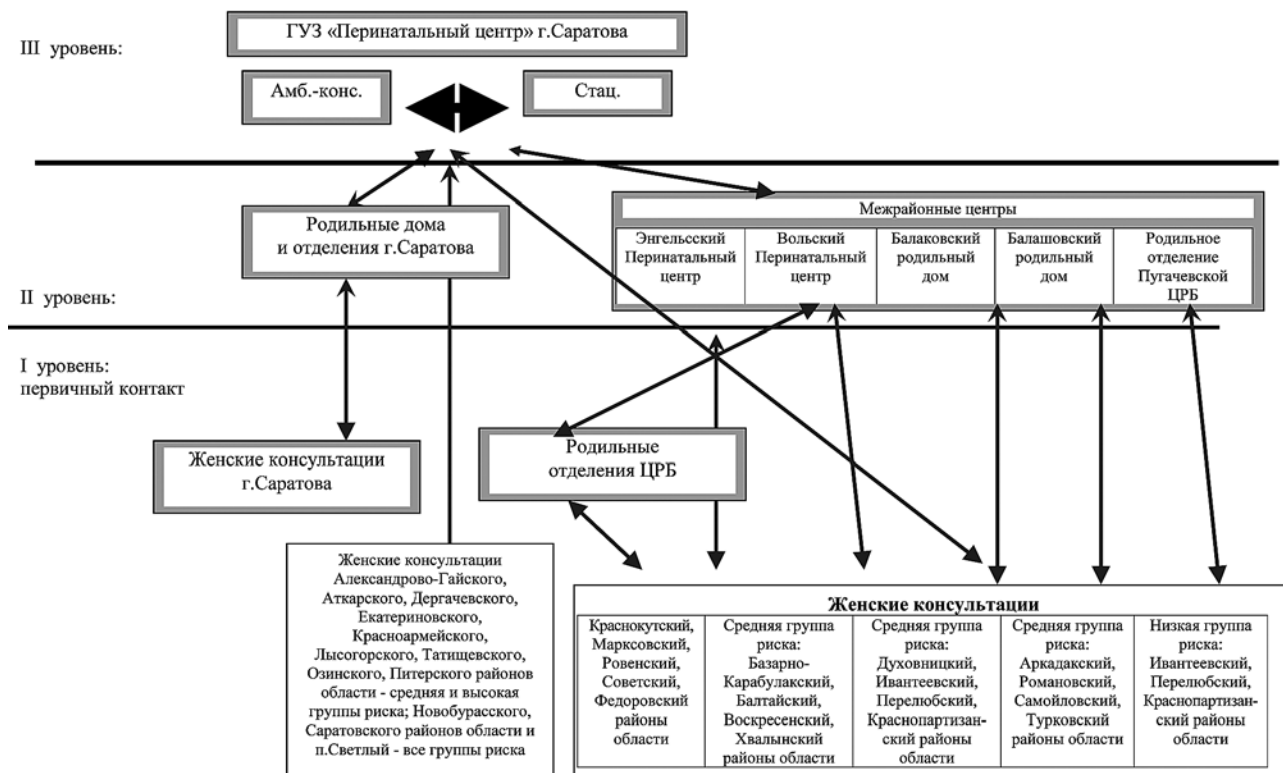 III уровень:
ГУЗ «Перинатальный центр» г.Саратова
Амб.-конс.
Стац.
II уровень:
Родильные дома
и отделения г.Саратова
Межрайонные центры
Энгельсский
Перинатальный
центр
Вольский
Перинатальный
центр
Балаковский
родильный
дом
Балашовский
родильный
дом
Родильное
отделение
Пугачевской
ЦРБ
I уровень:
первичный контакт
Женские консультации
г.Саратова
Родильные
отделения ЦРБ
Женские консультации
Александрово-Гайского,
Аткарского, Дергачевского,
Екатериновского,
Красноармейского,
Лысогорского, Татищевского,
Озинского, Питерского районов
области - средняя и высокая
группы риска; Новобурасского,
Саратовского районов области и
п.Светлый - все группы риска
Женские консультации
Краснокутский,
Марксовский,
Ровенский,
Советский,
Федоровский
районы
области
Средняя группа
риска:
Базарно-
Карабулакский,
Балтайский,
Воскресенский,
Хвалынский
районы области
Средняя группа
риска:
Духовницкий,
Ивантеевский,
Перелюбский,
Краснопартизан-
ский районы
области
Средняя группа
риска:
Аркадакский,
Романовский,
Самойловский,
Турковский
районы области
Низкая группа
риска:
Ивантеевский,
Перелюбский,
Краснопартизан-
ский районы
области